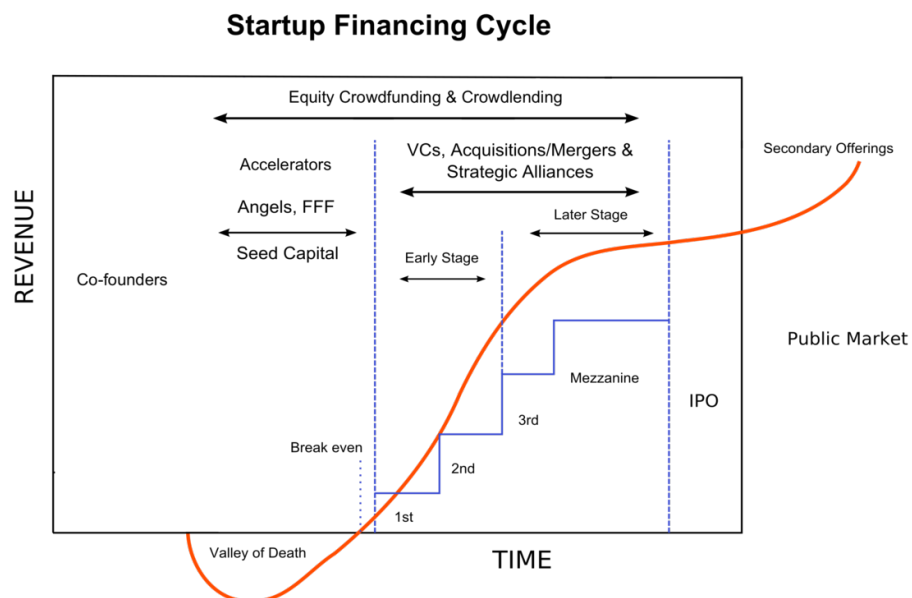 Startup Financing Cycle
Equity Crowdfunding & Crowdlending
VCs, Acquisitions/Mergers &
Strategic Alliances
Secondary Offerings
Accelerators
Angels, FFF
Later Stage
Seed Capital
Early Stage
Co-founders
REVENUE
Public Market
Mezzanine
IPO
3rd
Break even
2nd
1st
Valley of Death
TIME